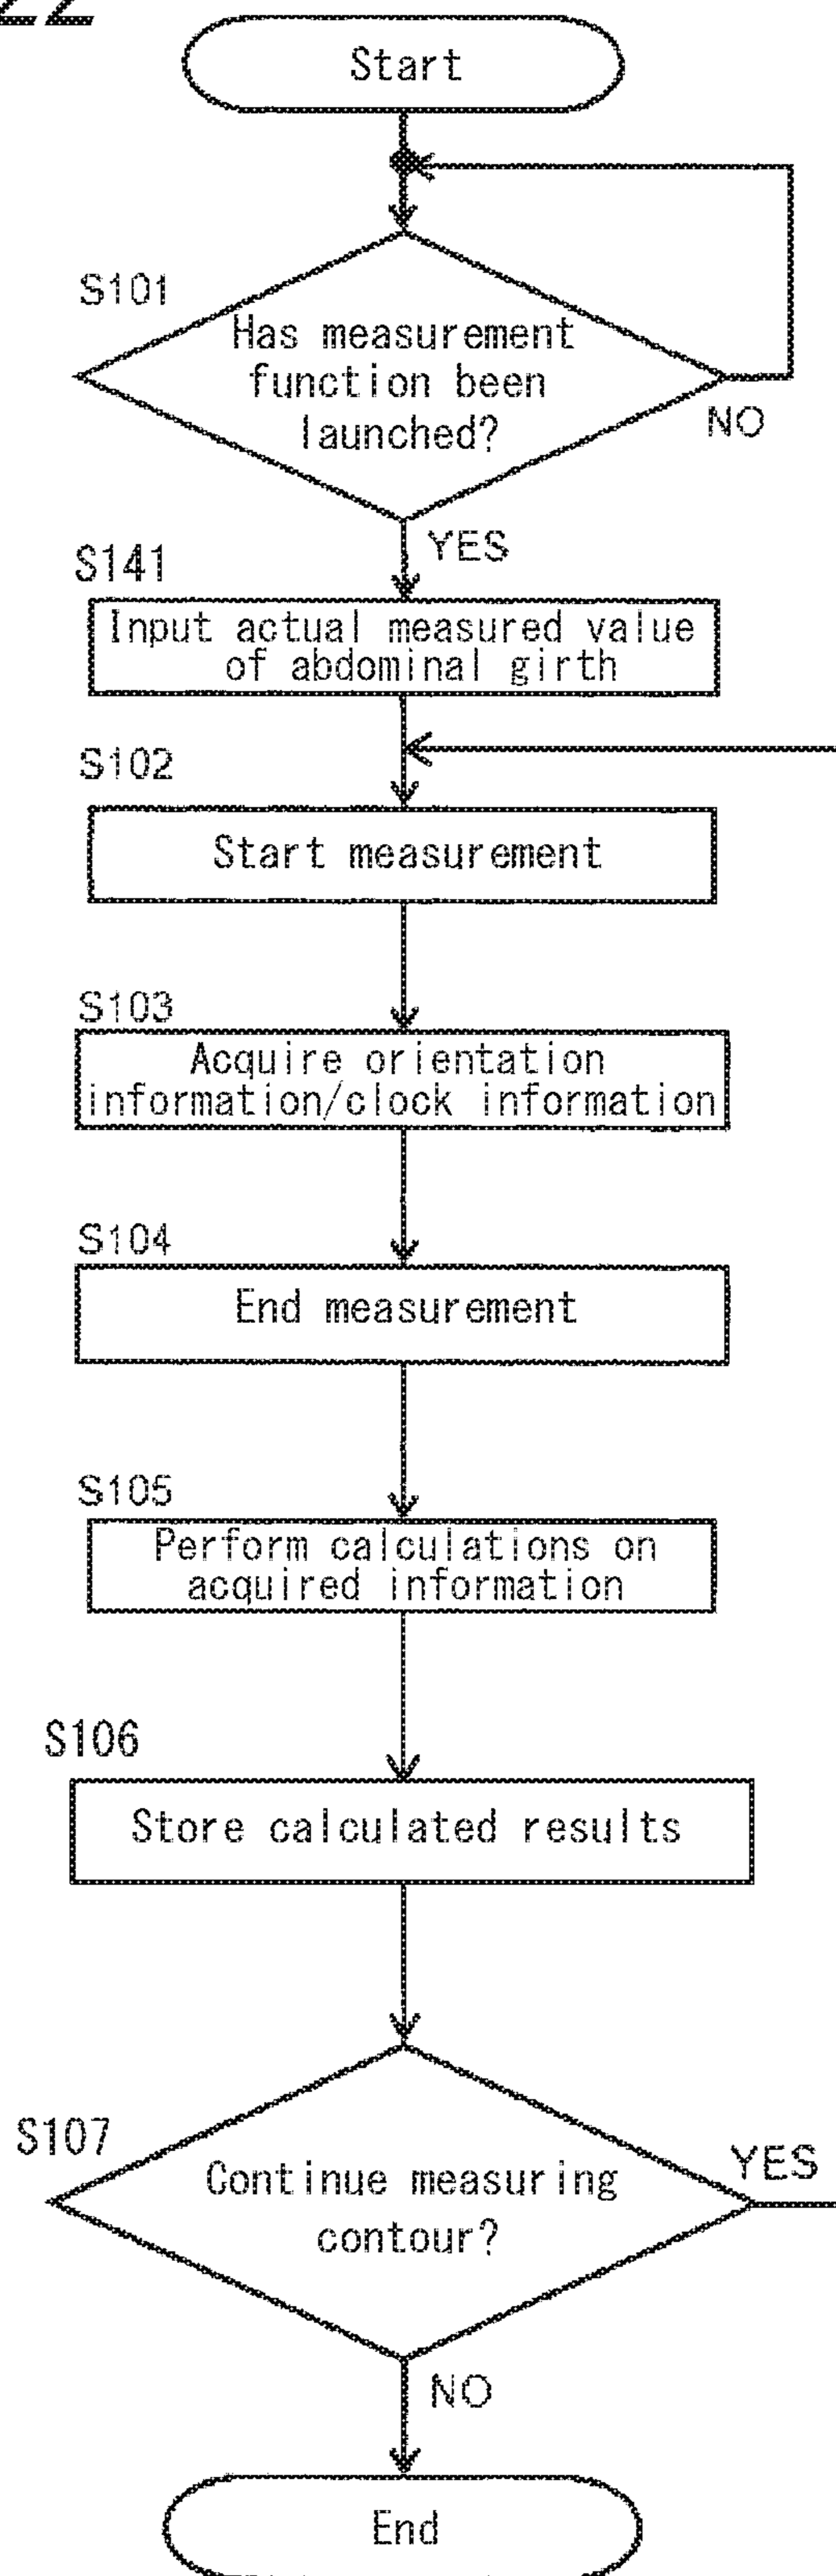 22
Start
S101
Has measurement
function been
launched?
NO
YES
S141
Input actual measured value
of abdominal girth
S102
Start measurement
S103
Acquire orientation
information/clock information
S104
End measurement
S105
Perform calculations on
acquired information
S106
Store calculated results
S107
Continue measuring
contour?
YES
NO
End